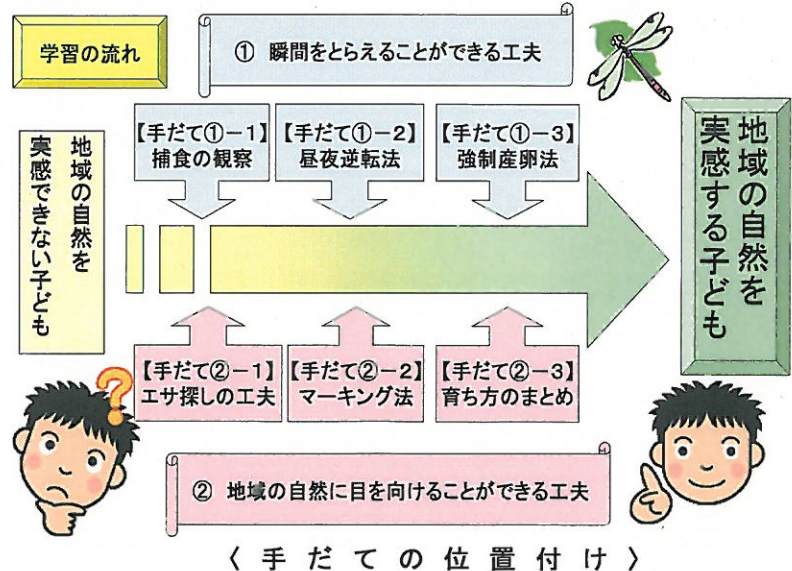 学習の流れ
① 瞬間をとらえることができる工夫
【手だて①－1】
捕食の観察
【手だて①－2】
昼夜逆転法
【手だて①－3】
強制産卵法
地域の自然を
実感できない子ども
地域の自然を
実感する子ども
【手だて②－1】
エサ探しの工夫
【手だて②－2】
マーキング法
【手だて②－3】
育ち方のまとめ
?
② 地域の自然に目を向けることができる工夫
〈手だての位置付け〉